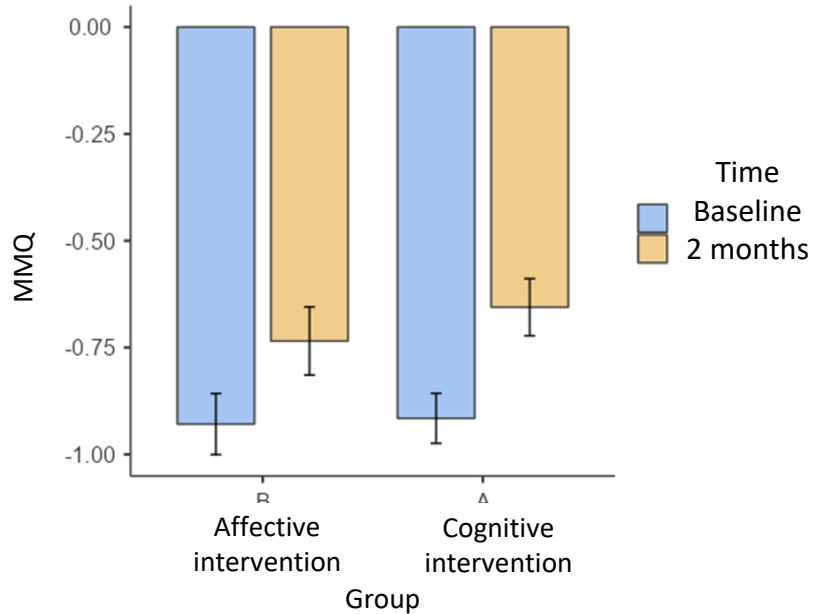 0.00
-0.25
-0.50
-0.75
-1.00
MMQ
Time
Baseline
2 months
B
A
Affective
intervention
Cognitive
intervention
Group